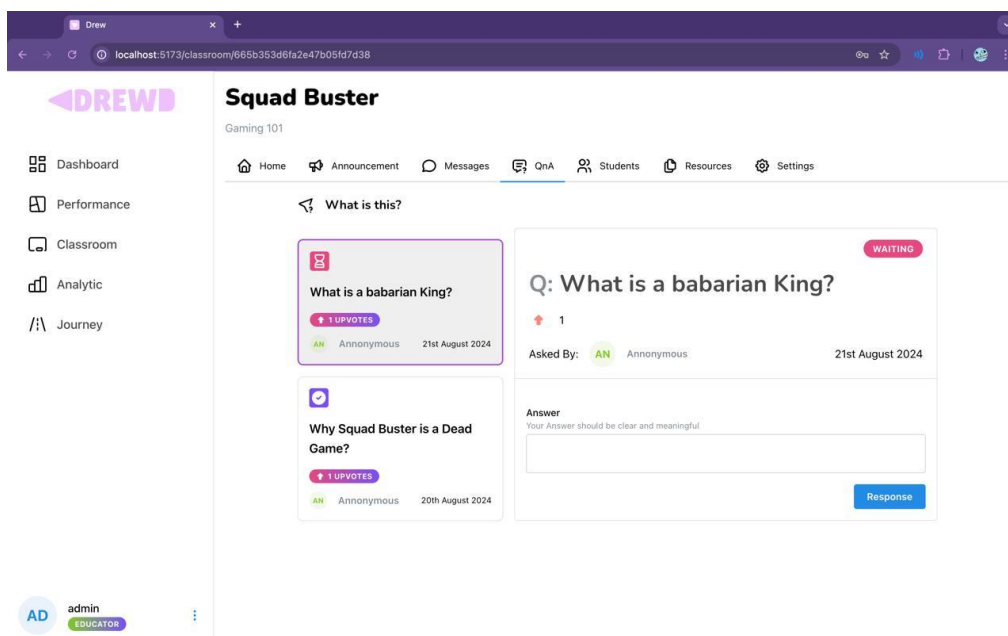 Drew
localhost:5173/classroom/665b353d6fa2e47b05fd7d38
DREWD
Dashboard
Performance
Classroom
Analytic
Journey
AD
admin
EDUCATOR
Squad Buster
Gaming 101
Home Announcement Messages QnA Students Resources Settings
What is this?
What is a babarian King?
1 UPVOTES
AN Annonymous 21st August 2024
Why Squad Buster is a Dead
Game?
1 UPVOTES
AN Annonymous 20th August 2024
WAITING
Q: What is a babarian King?
1
Asked By: AN Annonymous 21st August 2024
Answer
Your Answer should be clear and meaningful
Response